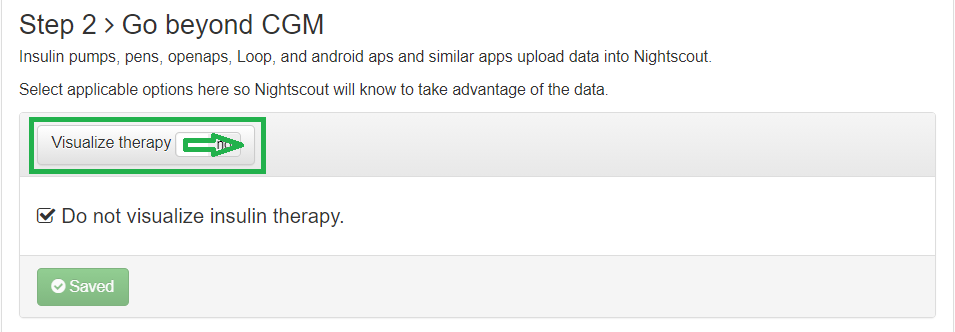 Step 2 > Go beyond CGM
Insulin pumps, pens, openaps, Loop, and android aps and similar apps upload data into Nightscout.
Select applicable options here so Nightscout will know to take advantage of the data.
Visualize therapy no
Do not visualize insulin therapy.
Saved